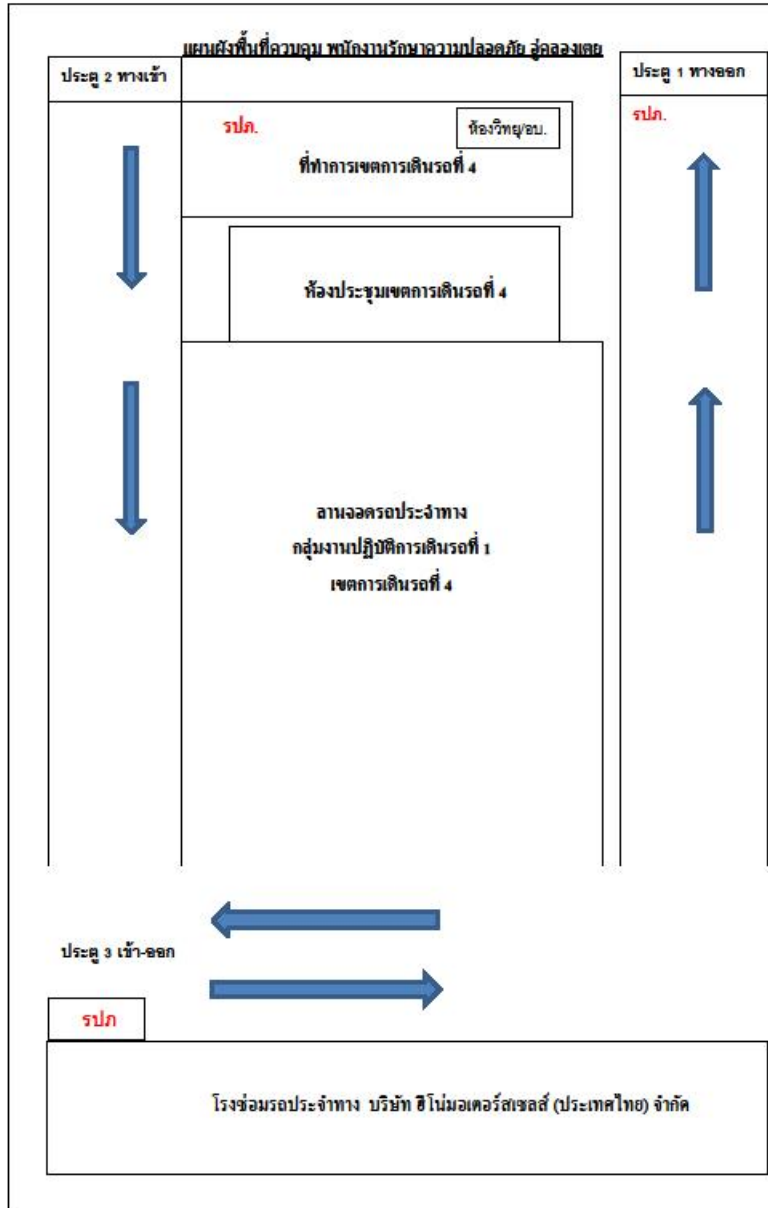 แผนผังพื้นที่ควบคุม พนักงานรักษาความปลอดภัย อู่คลองเตย
ประตู 2 ทางเข้า
ประตู 1 ทางออก
รปภ.
ห้องวิทยุ/อบ.
รปภ.
ที่ทำการเขตการเดินรถที่ 4
ห้องประชุมเขตการเดินรถที่ 4
ลานจอดรถประจำทาง
กลุ่มงานปฏิบัติการเดินรถที่ 1
เขตการเดินรถที่ 4
ประตู 3 เข้า-ออก
รปภ
โรงซ่อมรถประจำทาง บริษัท ฮีโน่มอเตอร์สเซลส์ (ประเทศไทย) จำกัด